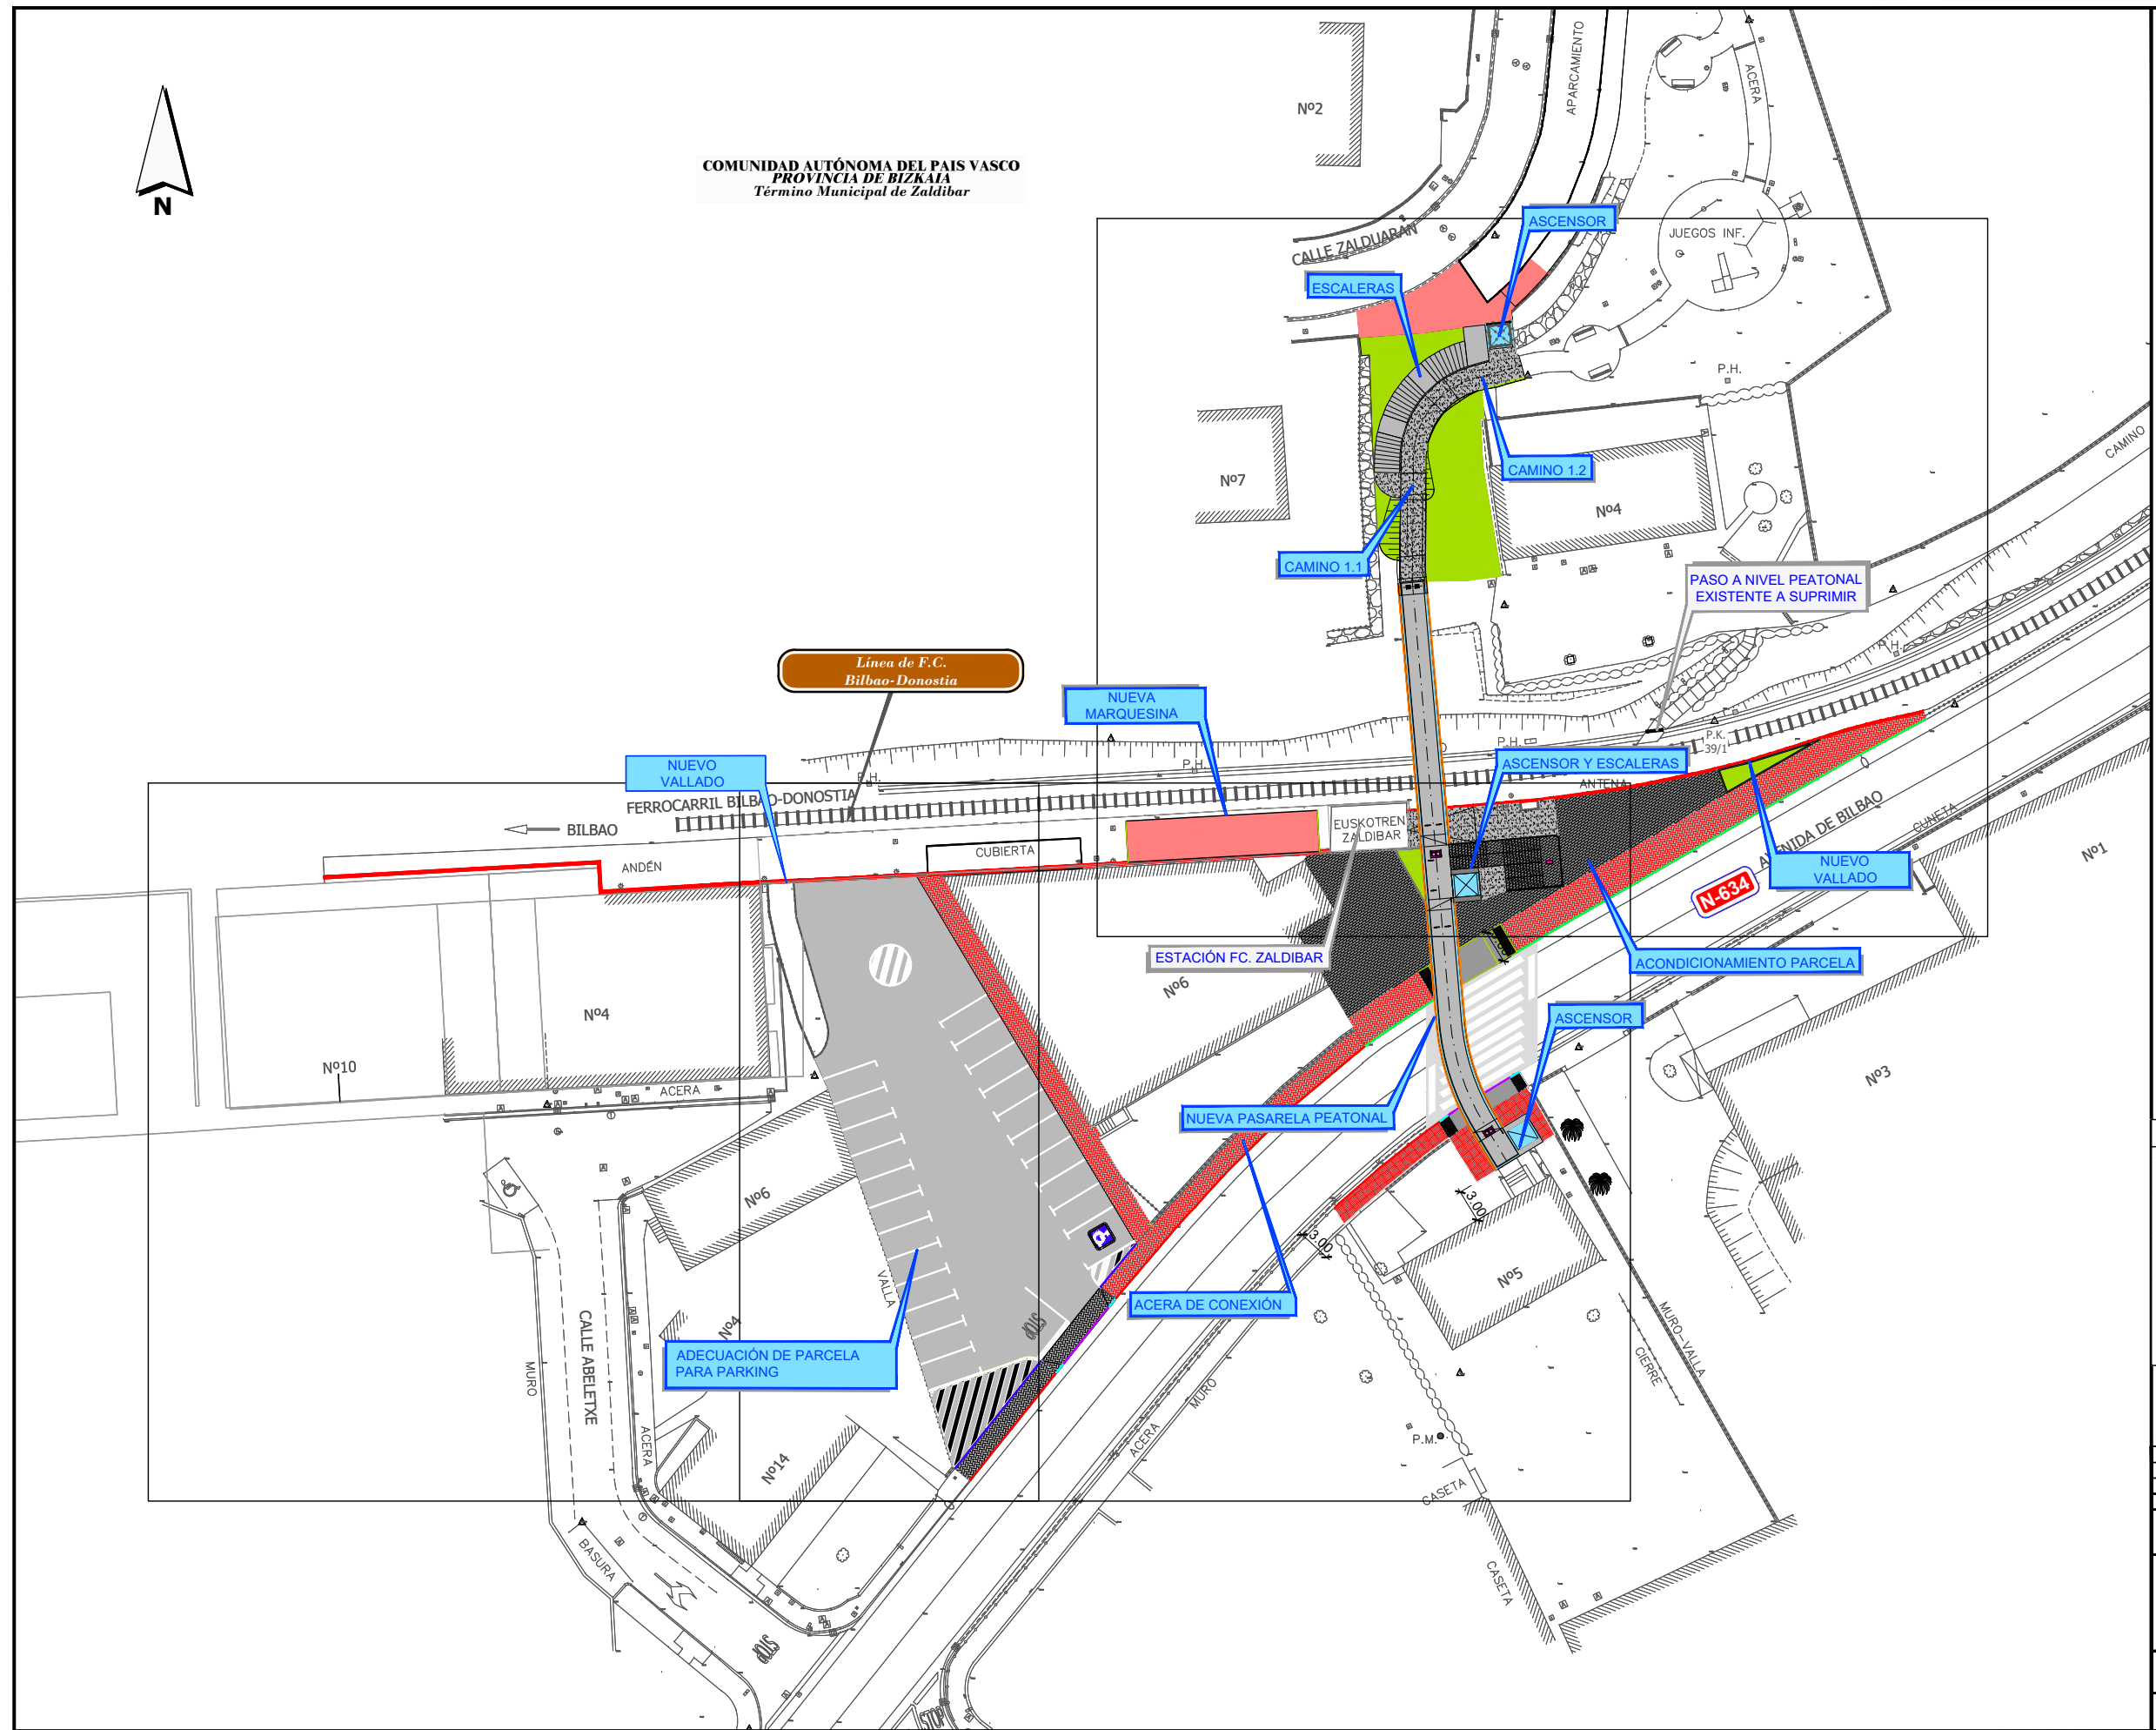 N
COMUNIDAD AUTÓNOMA DEL PAIS VASCO
PROVINCIA DE BIZKAIA
Término Municipal de Zaldibar
Nº2
APARCAMIENTO
ACERA
JUEGOS INF.
CALLE ZALDUARAN
ASCENSOR
ESCALERAS
P.H.
CAMINO
Nº7
CAMINO 1.2
Nº4
CAMINO 1.1
PASO A NIVEL PEATONAL
EXISTENTE A SUPRIMIR
P.H.
Línea de F.C.
Bilbao-Donostia
NUEVA
MARQUESINA
P.K.
39/1
P.H.
P.H.
P.H.
NUEVO
VALLADO
ASCENSOR Y ESCALERAS
ANTENA
FERROCARRIL BILBAO-DONOSTIA
BILBAO
EUSKOTREN
ZALDIBAR
CUBIERTA
ANDÉN
AVENIDA DE BILBAO
CUNETA
Nº1
NUEVO
VALLADO
N-634
ESTACIÓN FC. ZALDIBAR
ACONDICIONAMIENTO PARCELA
Nº6
Nº4
ASCENSOR
Nº10
ACERA
Nº3
NUEVA PASARELA PEATONAL
Nº6
3.00
3.00
Nº5
VALLA
ACERA DE CONEXIÓN
STOP
MURO-VALLA
CIERRE
Nº4
CALLE ABELETXE
MURO
ADECUACIÓN DE PARCELA
PARA PARKING
MURO
ACERA
ACERA
P.M.
Nº14
CASETA
CASETA
BASURA
STOP
STOP